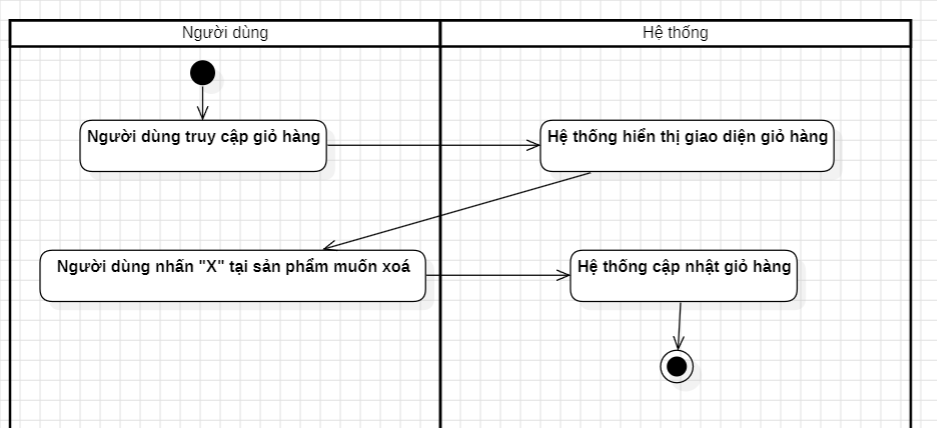 Người dùng
Hệ thống
Người dùng truy cập giỏ hàng
Hệ thống hiển thị giao diện giỏ hàng
Người dùng nhấn "X" tại sản phẩm muốn xoá
Hệ thống cập nhật giỏ hàng